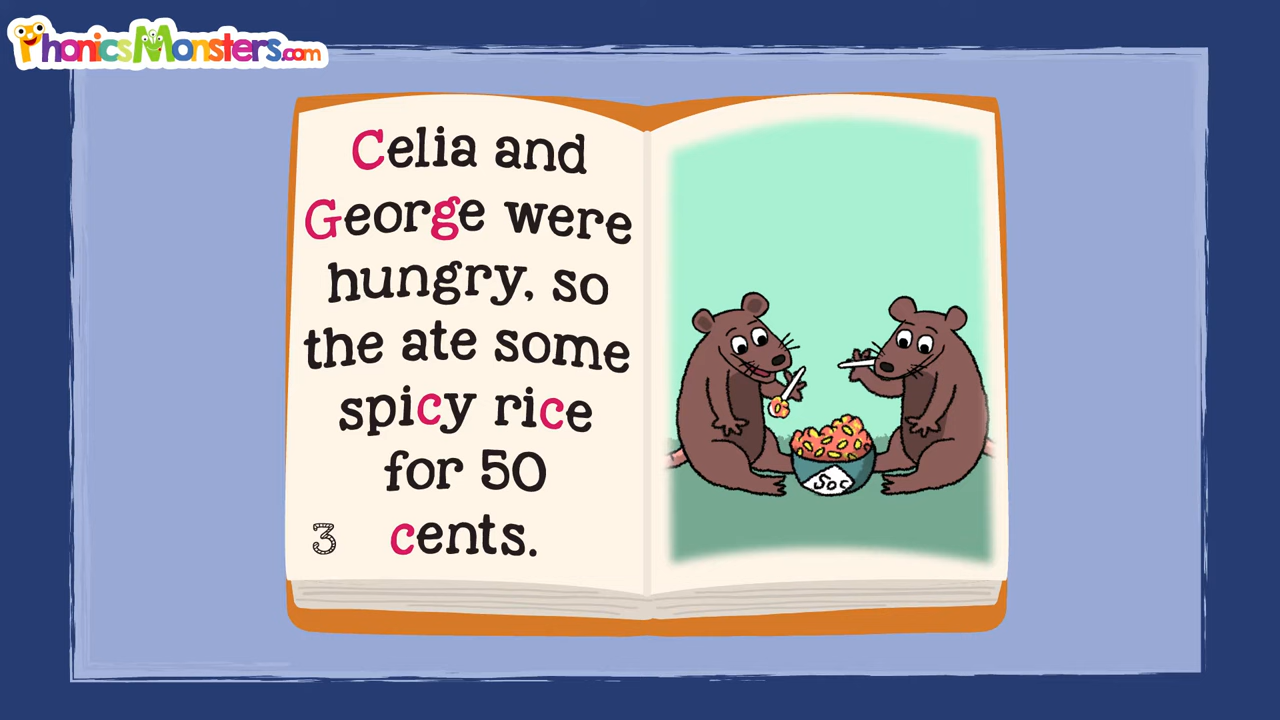 PhonicsMonsters.com
Celia and
George were
hungry, so
the ate some
spicy rice
for 50
cents.
3
50c